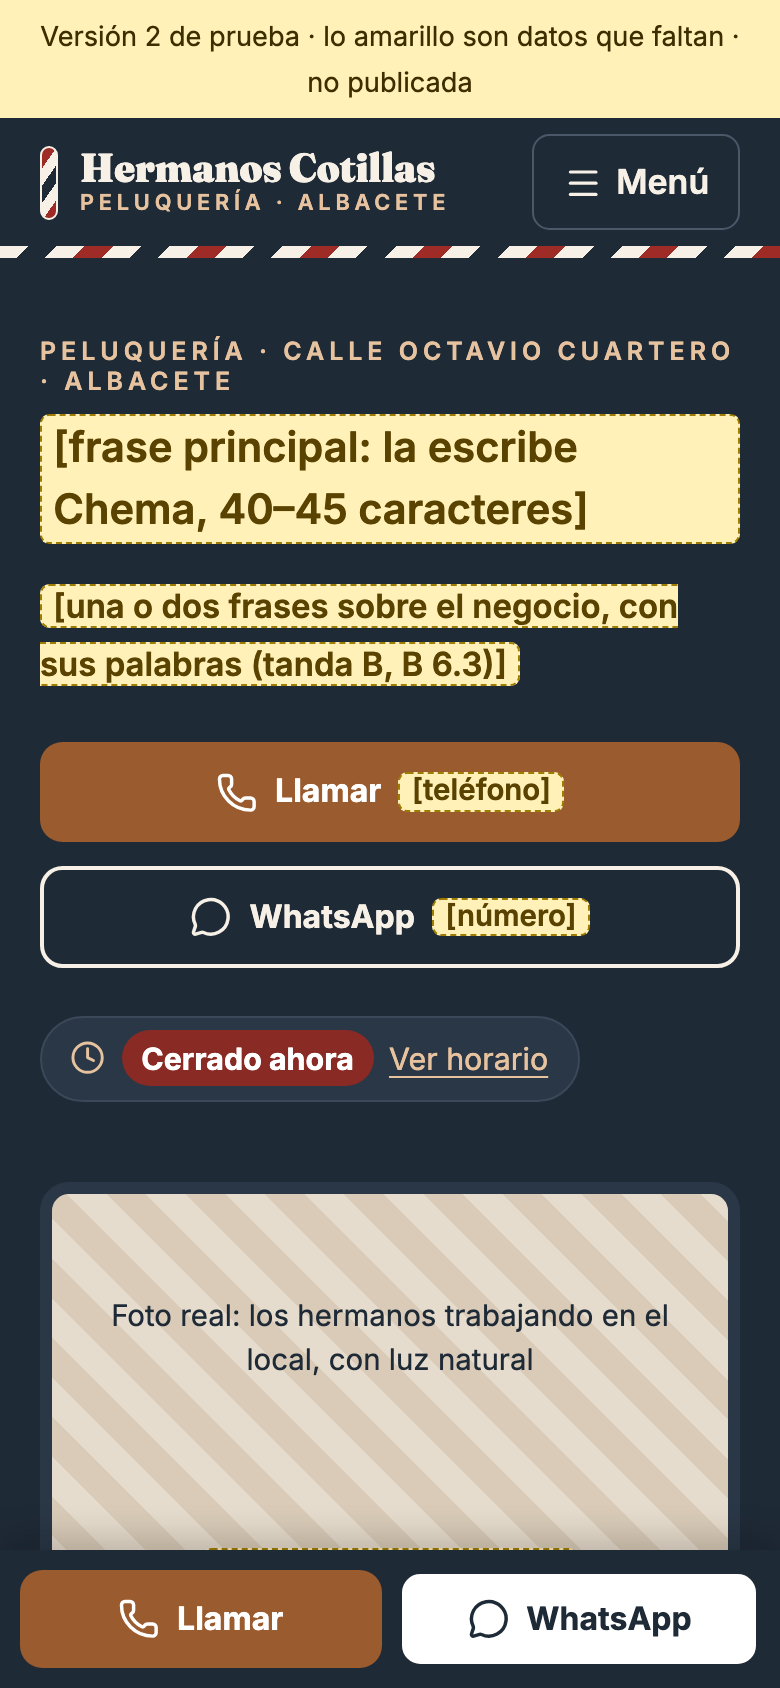 Versión 2 de prueba · lo amarillo son datos que faltan ·
no publicada
Hermanos Cotillas
PELUQUERÍA · ALBACETE
Menú
PELUQUERÍA · CALLE OCTAVIO CUARTERO
· ALBACETE
[frase principal: la escribe
Chema, 40–45 caracteres]
[una o dos frases sobre el negocio, con
sus palabras (tanda B, B 6.3)]
Llamar [teléfono]
WhatsApp [número]
Cerrado ahora Ver horario
Foto real: los hermanos trabajando en el
local, con luz natural
Llamar
WhatsApp